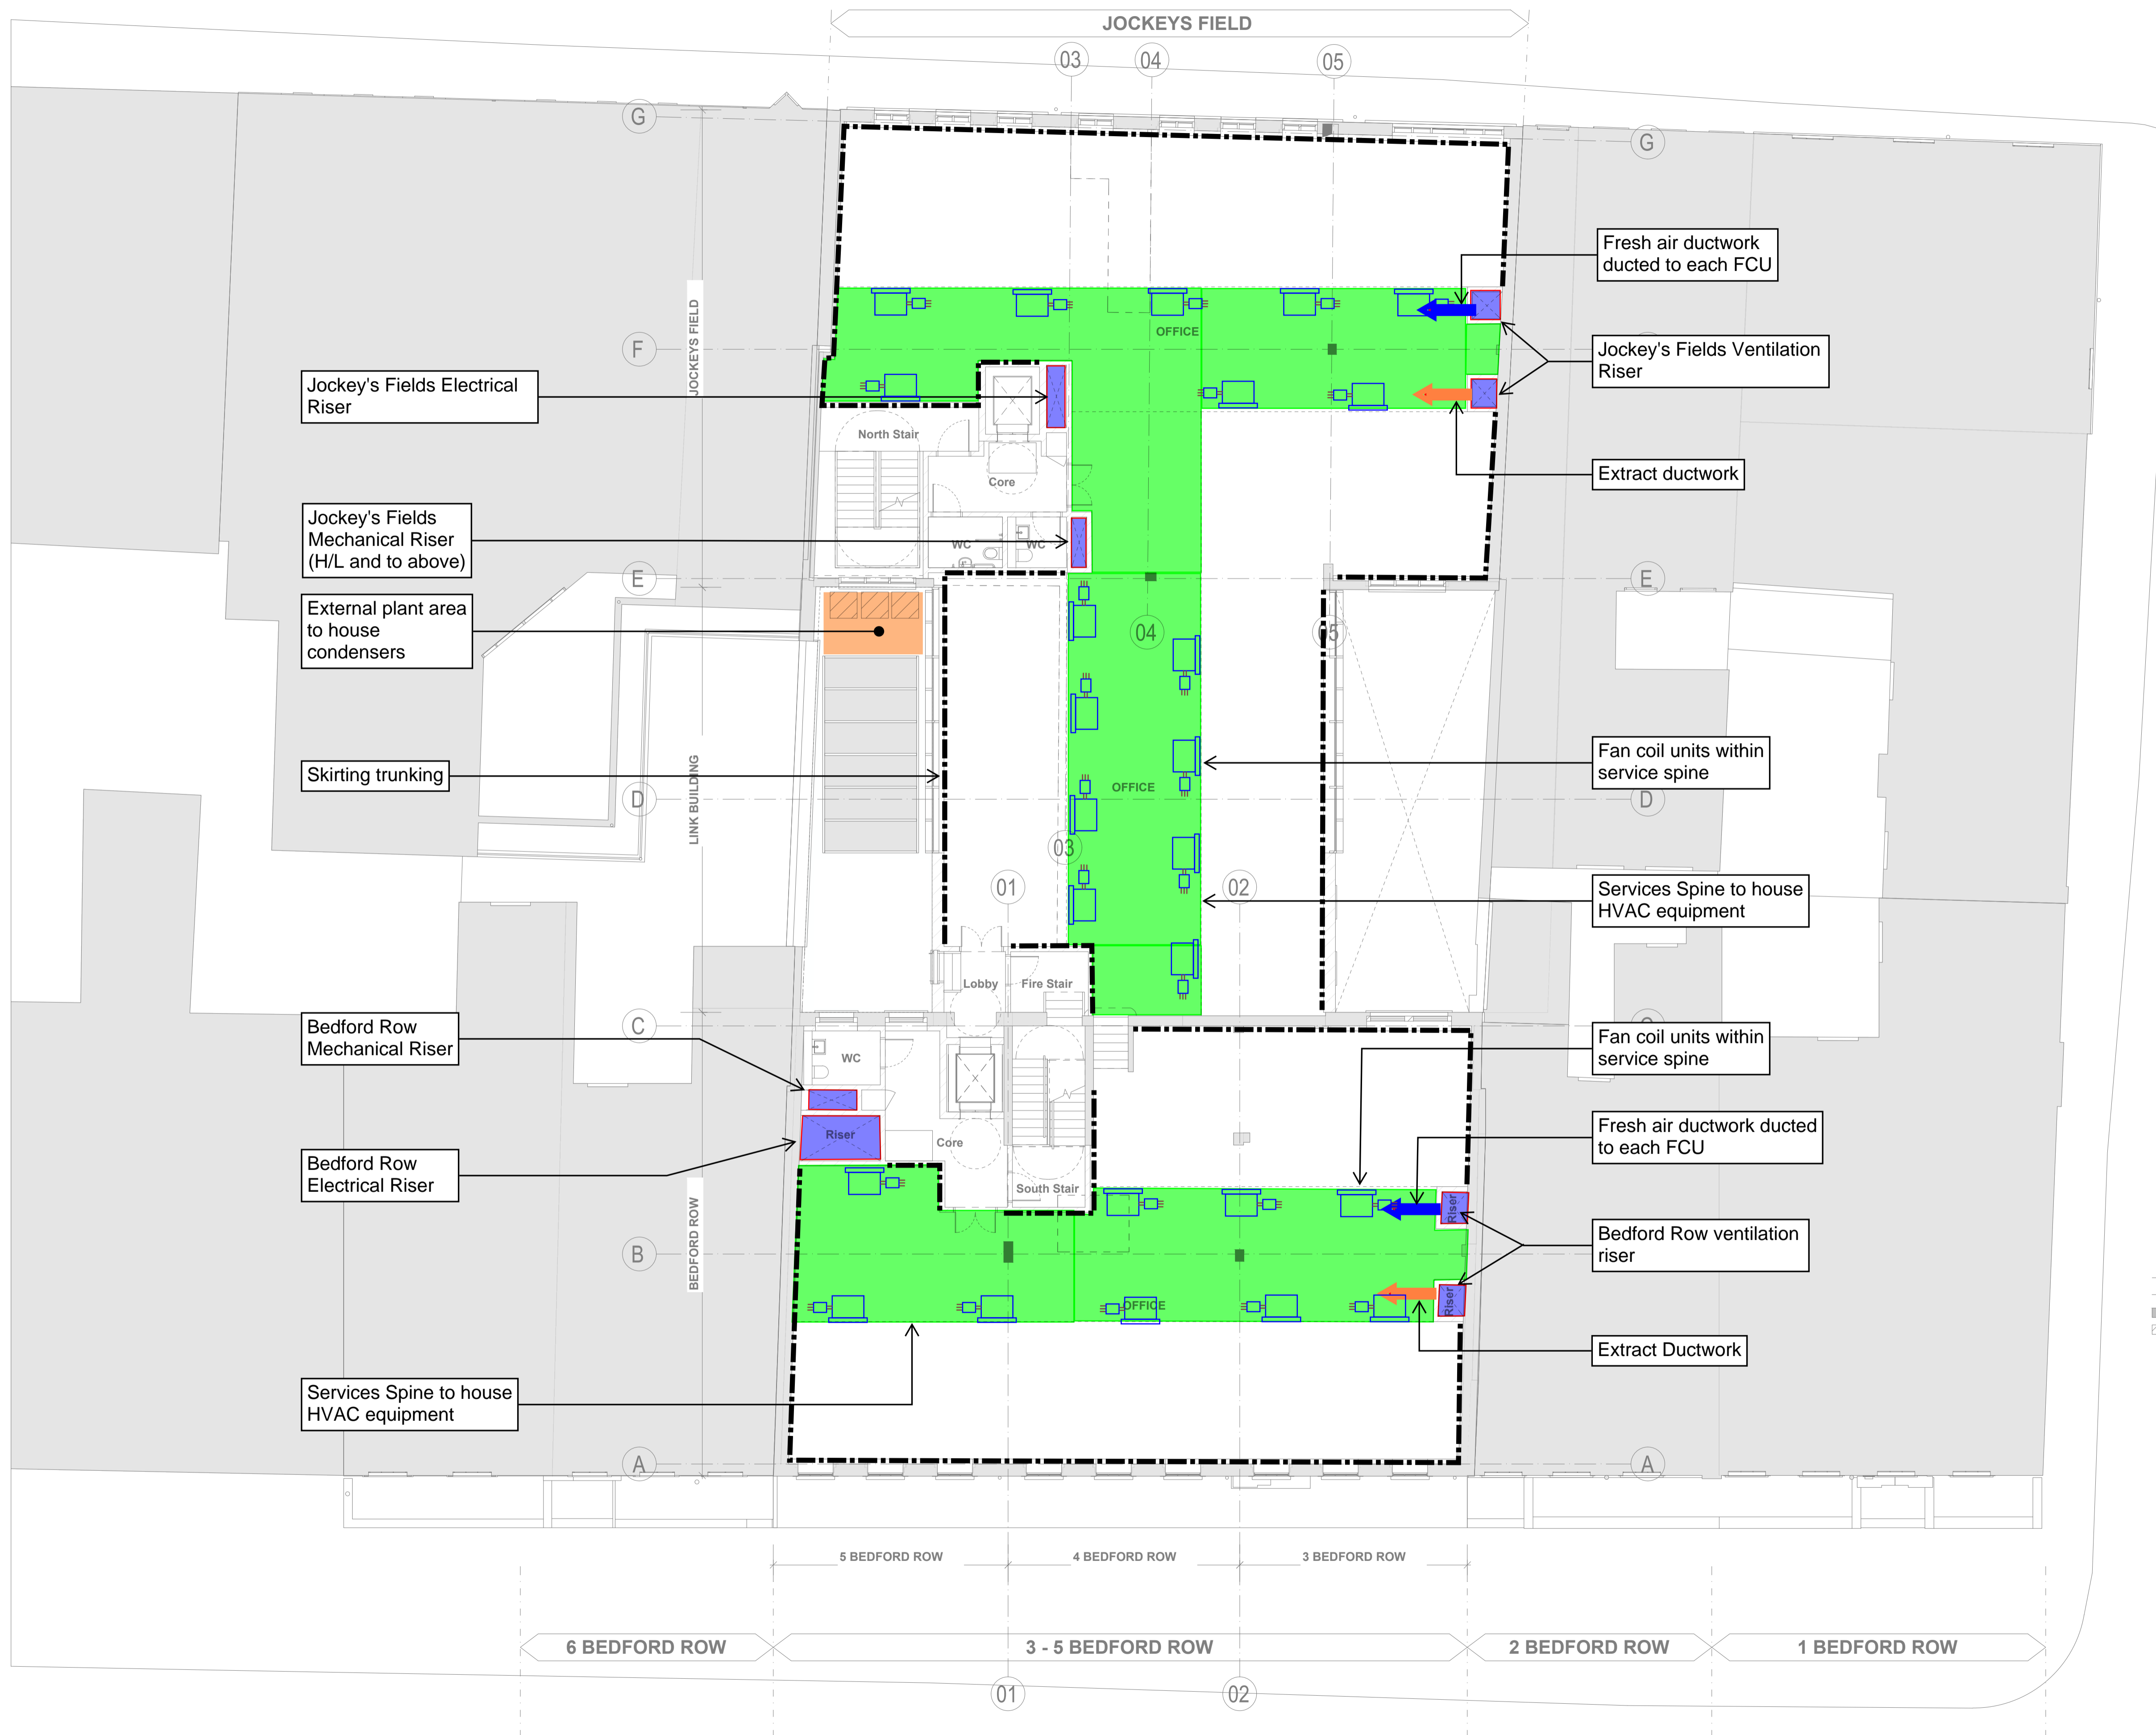 JOCKEYS FIELD
03
04
05
G
G
Fresh air ductwork
ducted to each FCU
JOCKEYS FIELD
OFFICE
F
Jockey's Fields Ventilation
Riser
Jockey's Fields Electrical
Riser
North Stair
Extract ductwork
Core
Jockey's Fields
Mechanical Riser
(H/L and to above)
WC
WC
E
E
External plant area
to house
condensers
04
05
Skirting trunking
LINK BUILDING
Fan coil units within
service spine
OFFICE
D
D
03
01
02
Services Spine to house
HVAC equipment
Lobby
Fire Stair
Bedford Row
Mechanical Riser
C
WC
Fan coil units within
service spine
Riser
Core
Fresh air ductwork ducted
to each FCU
Bedford Row
Electrical Riser
South Stair
BEDFORD ROW
Riser
B
Bedford Row ventilation
riser
OFFICE
Riser
Extract Ductwork
Services Spine to house
HVAC equipment
A
A
5 BEDFORD ROW
4 BEDFORD ROW
3 BEDFORD ROW
6 BEDFORD ROW
3 - 5 BEDFORD ROW
2 BEDFORD ROW
1 BEDFORD ROW
01
02